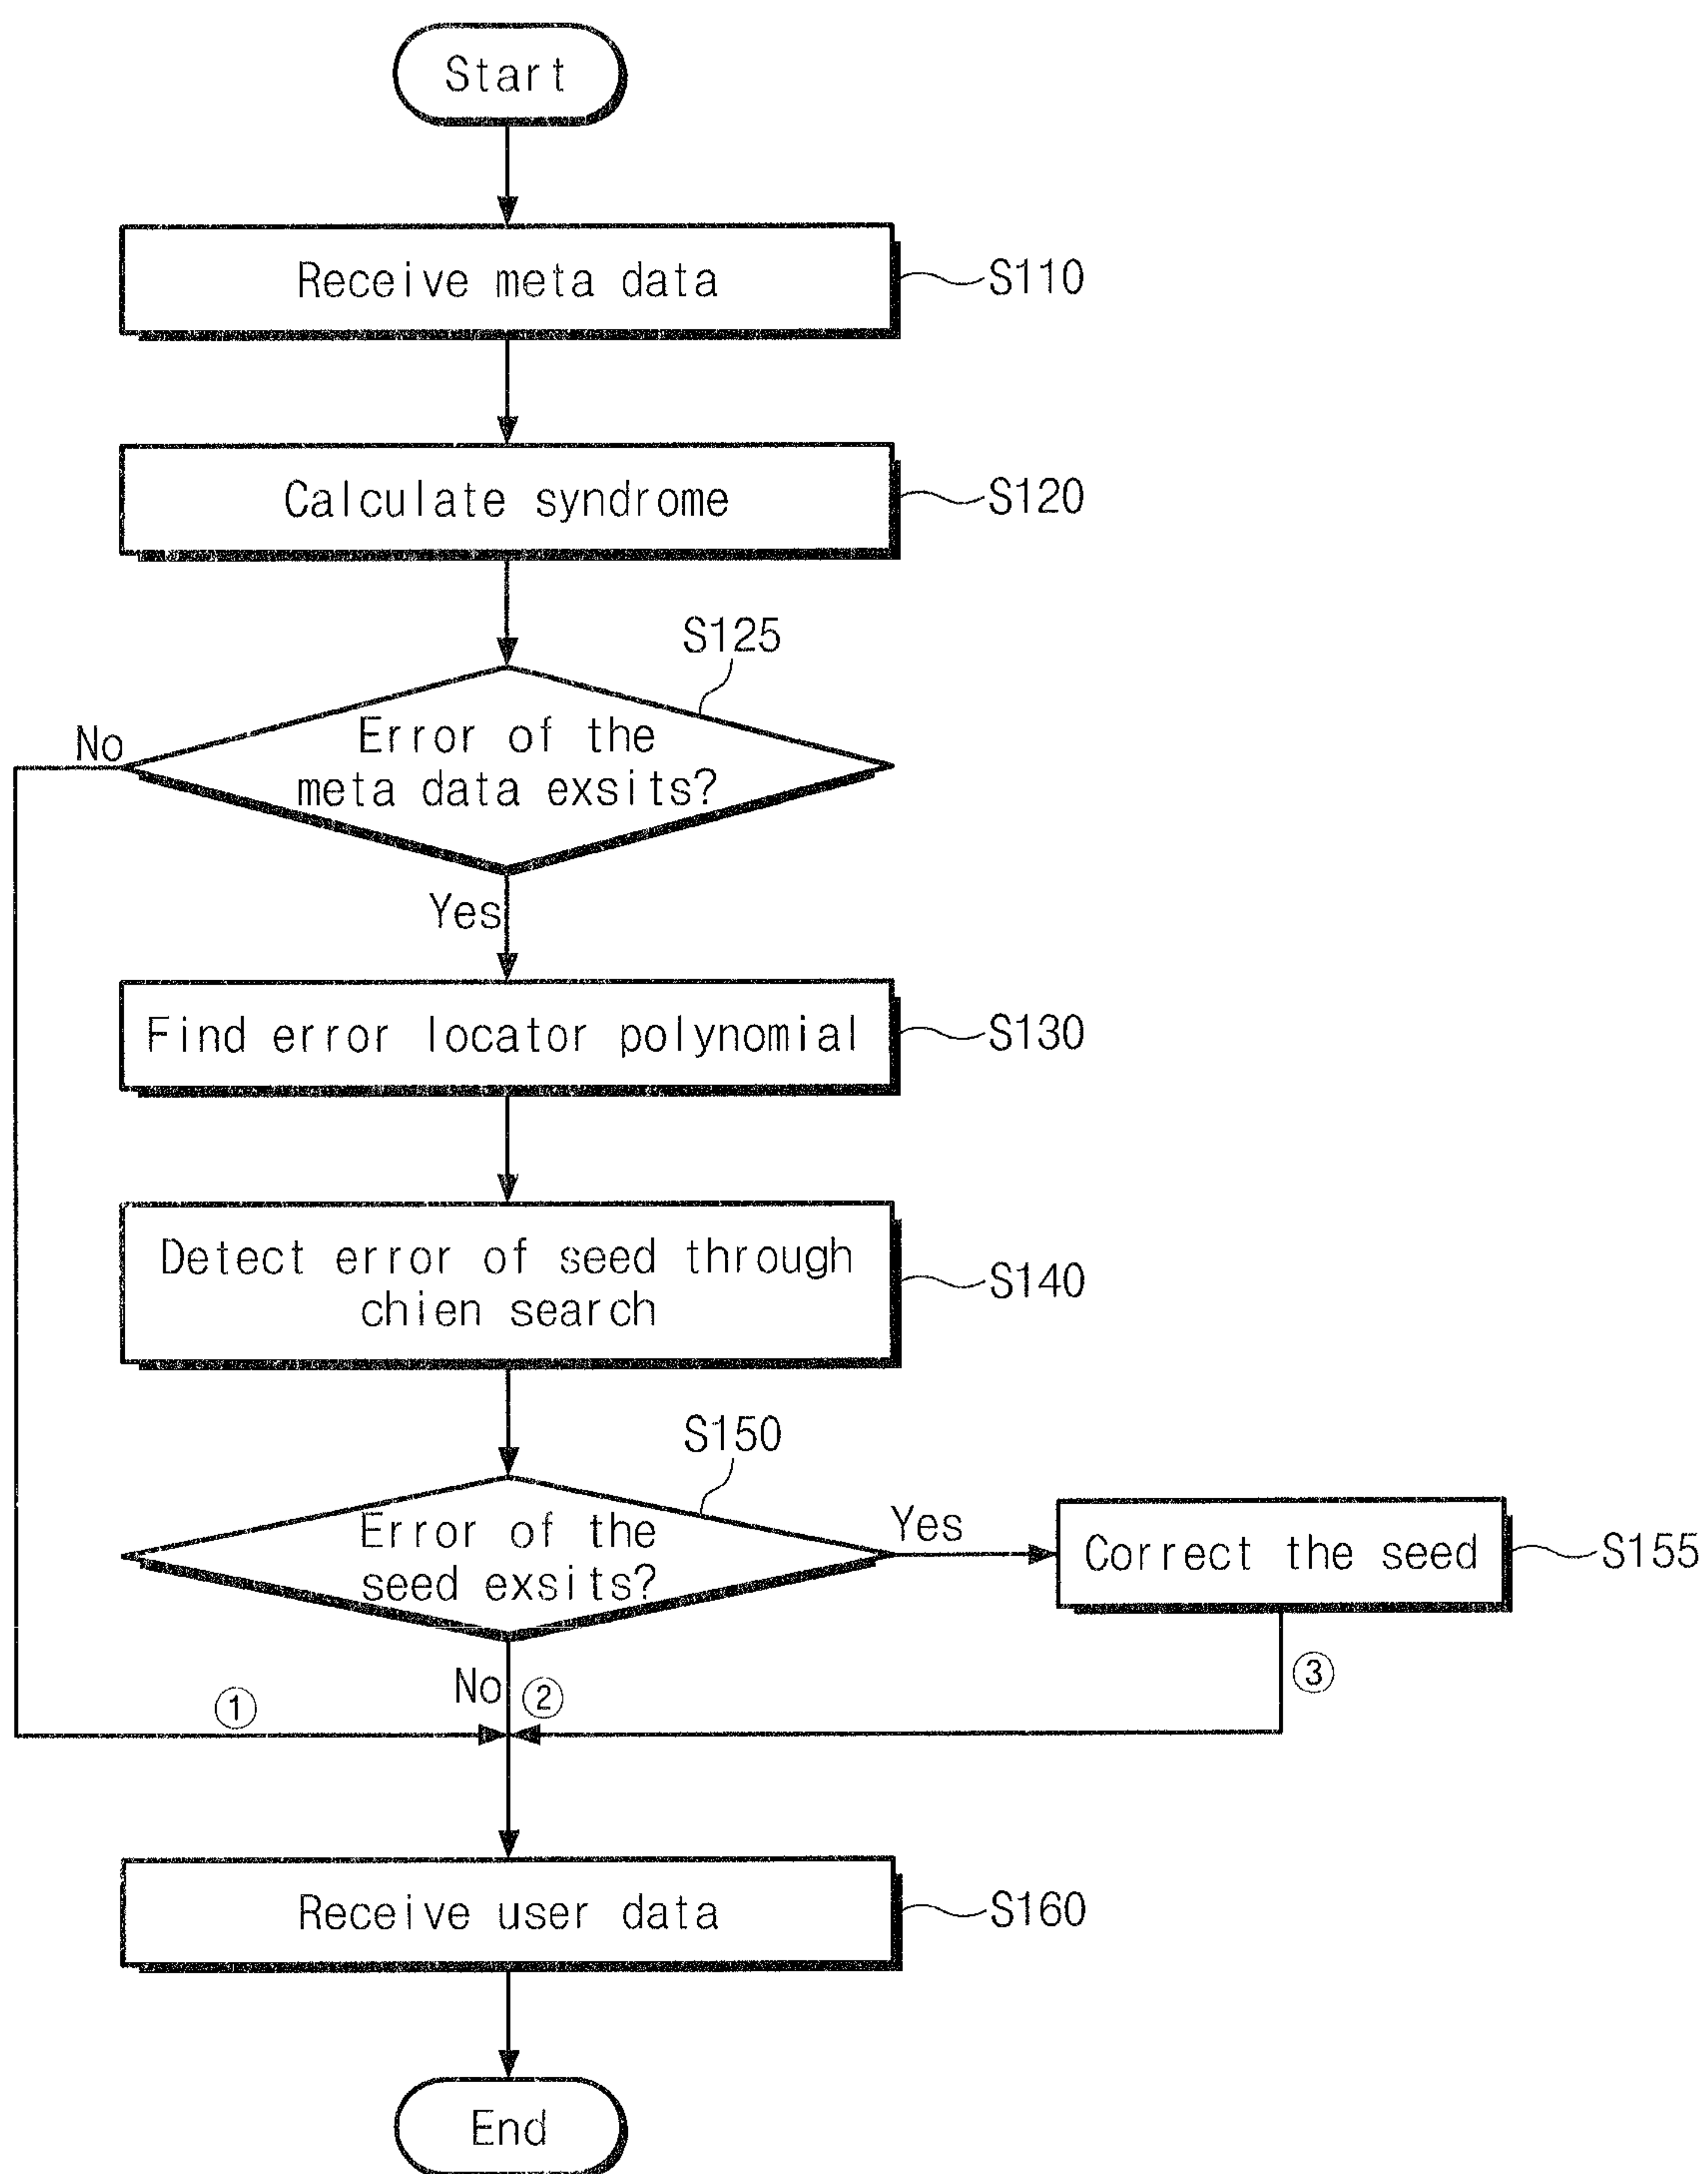 Start
Receive meta data
S110
Calculate syndrome
S120
S125
Error of the
meta data exsits?
No
Yes
Find error locator polynomial
S130
Detect error of seed through
chien search
S140
S150
Error of the
seed exsits?
Yes
Correct the seed
S155
No
①
②
③
Receive user data
S160
End